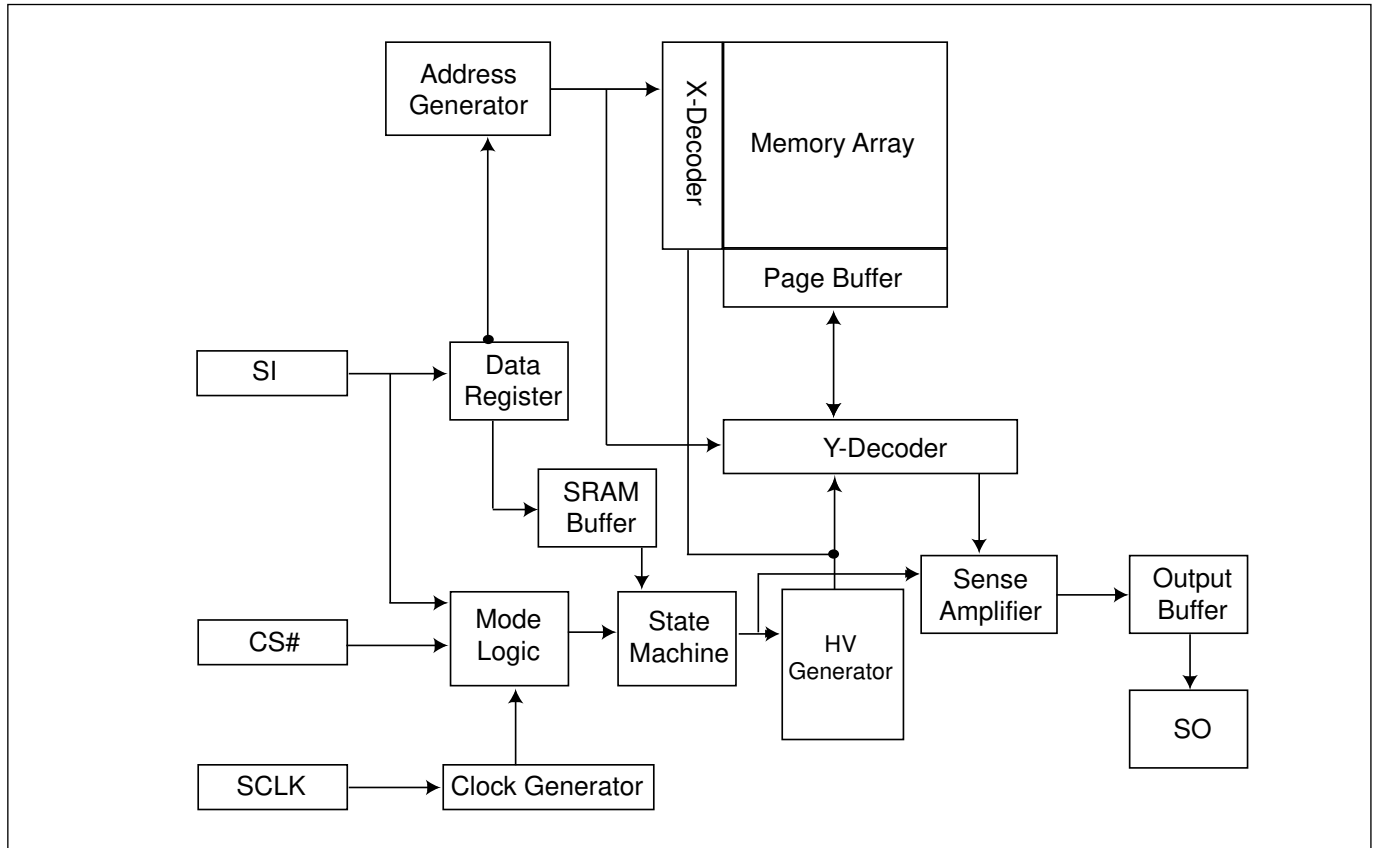 Address
Generator
X-Decoder
Memory Array
Page Buffer
SI
Data
Register
Y-Decoder
SRAM
Buffer
Sense
Amplifier
Output
Buffer
CS#
Mode
Logic
State
Machine
HV
Generator
SO
SCLK
Clock Generator